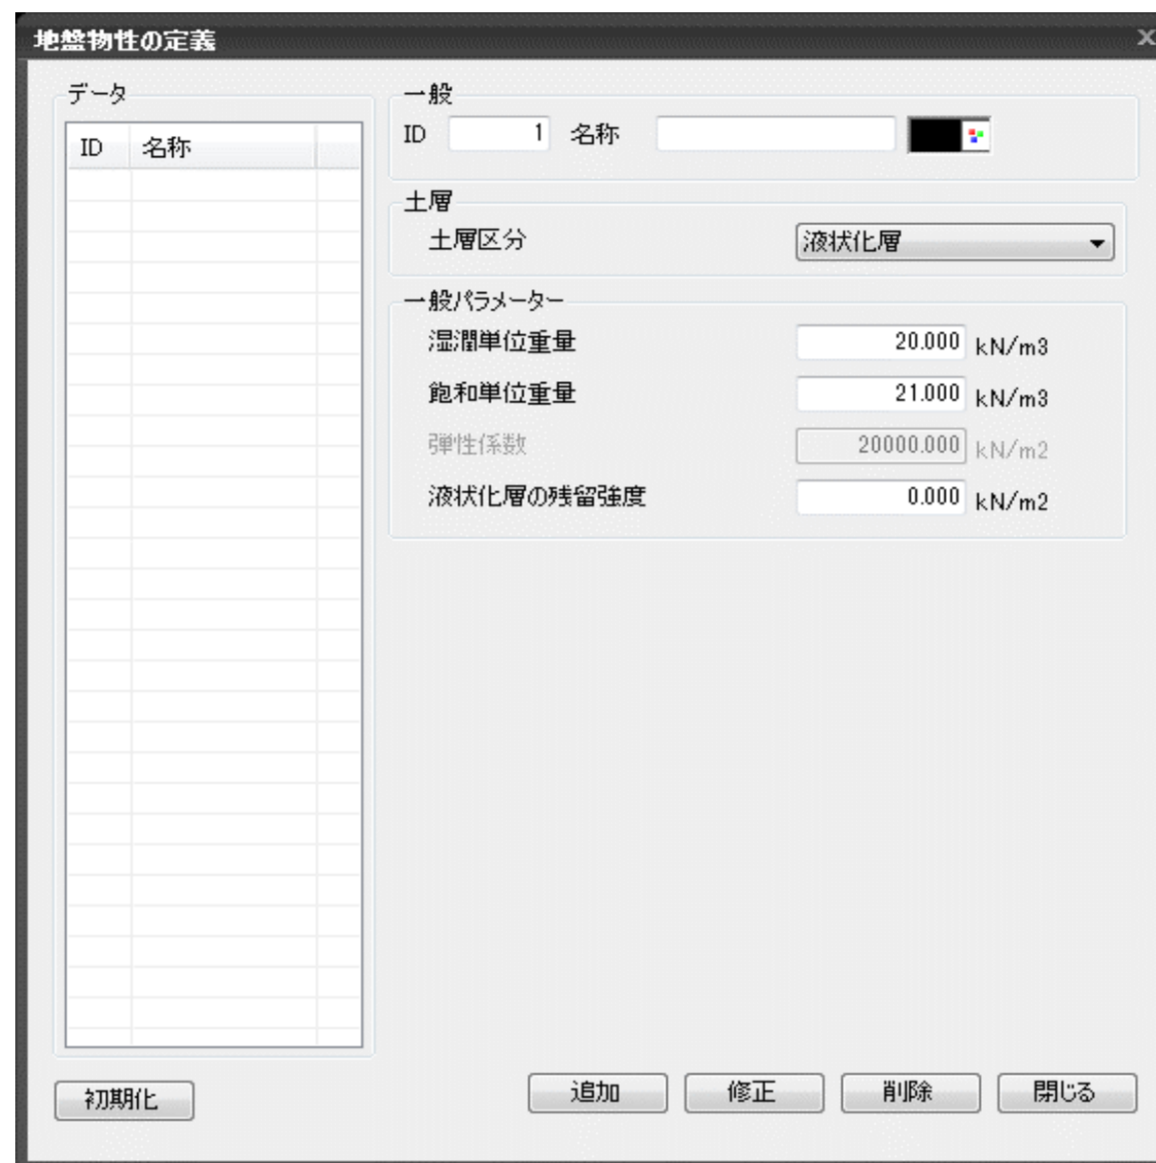 地盤物性の定義 x
データ
ID 名称
一般
ID 1 名称
土層
土層区分 液状化層
一般パラメーター
湿潤単位重量 20.000 kN/m3
飽和単位重量 21.000 kN/m3
弾性係数 20000.000 kN/m2
液状化層の残留強度 0.000 kN/m2
初期化 追加 修正 削除 閉じる